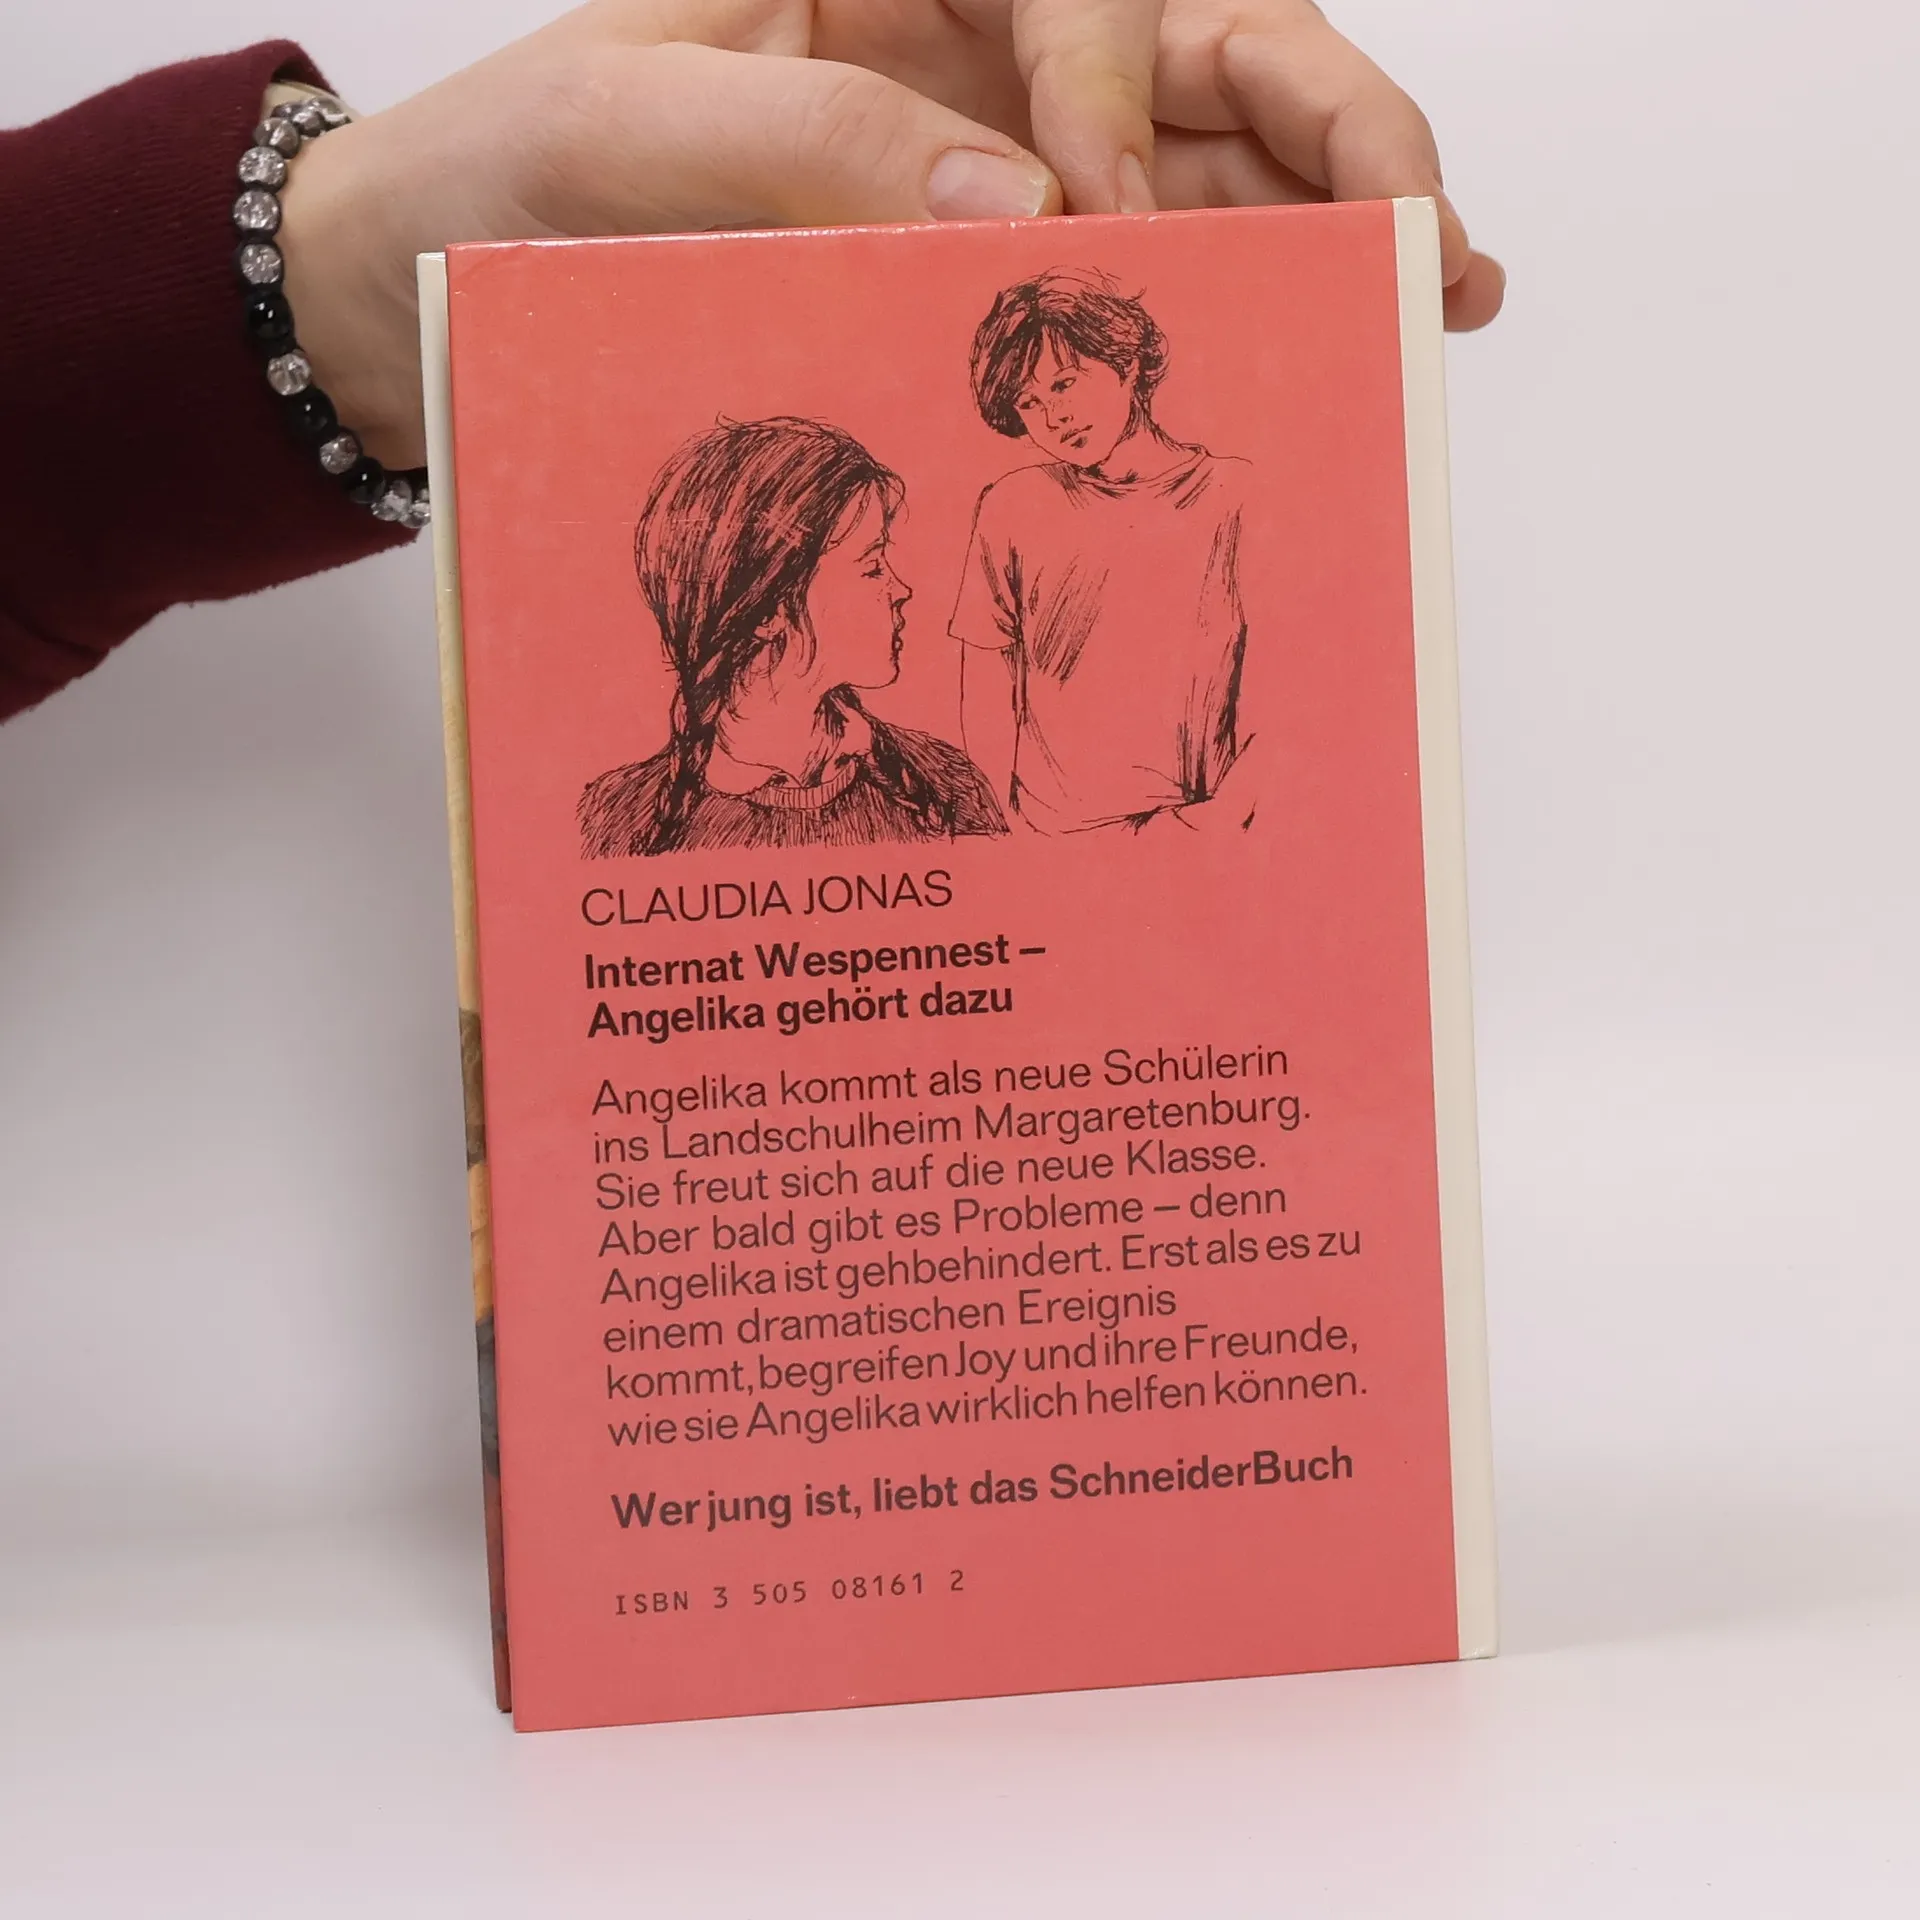 CLAUDIA JONAS
Internat Wespennest –
Angelika gehört dazu
Angelika kommt als neue Schülerin
ins Landschulheim Margaretenburg.
Sie freut sich auf die neue Klasse.
Aber bald gibt es Probleme – denn
Angelika ist gehbehindert. Erst als es zu
einem dramatischen Ereignis
kommt, begreifen Joy und ihre Freunde,
wie sie Angelika wirklich helfen können.
Wer jung ist, liebt das SchneiderBuch
ISBN 3 505 08161 2